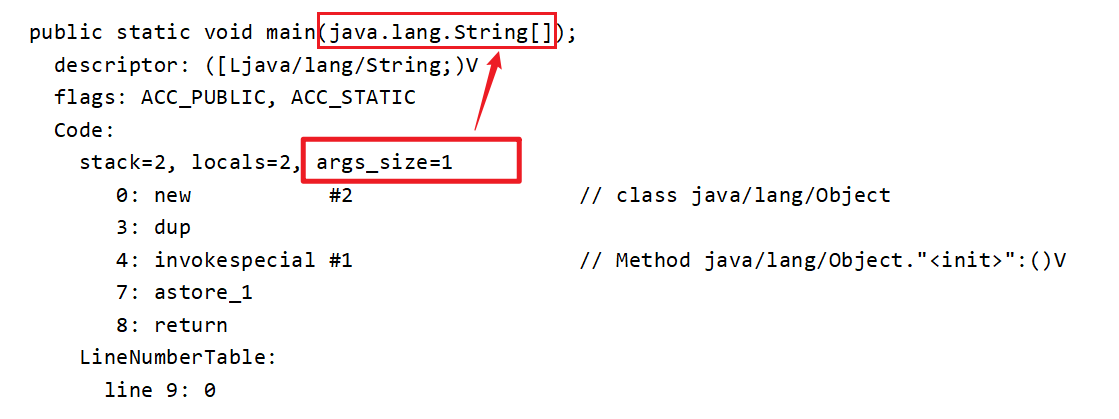 public static void main(java.lang.String[]);
descriptor: ([Ljava/lang/String;)V
flags: ACC_PUBLIC, ACC_STATIC
Code:
stack=2, locals=2, args_size=1
0: new #2 // class java/lang/Object
3: dup
4: invokespecial #1 // Method java/lang/Object."<init>":()V
7: astore_1
8: return
LineNumberTable:
line 9: 0